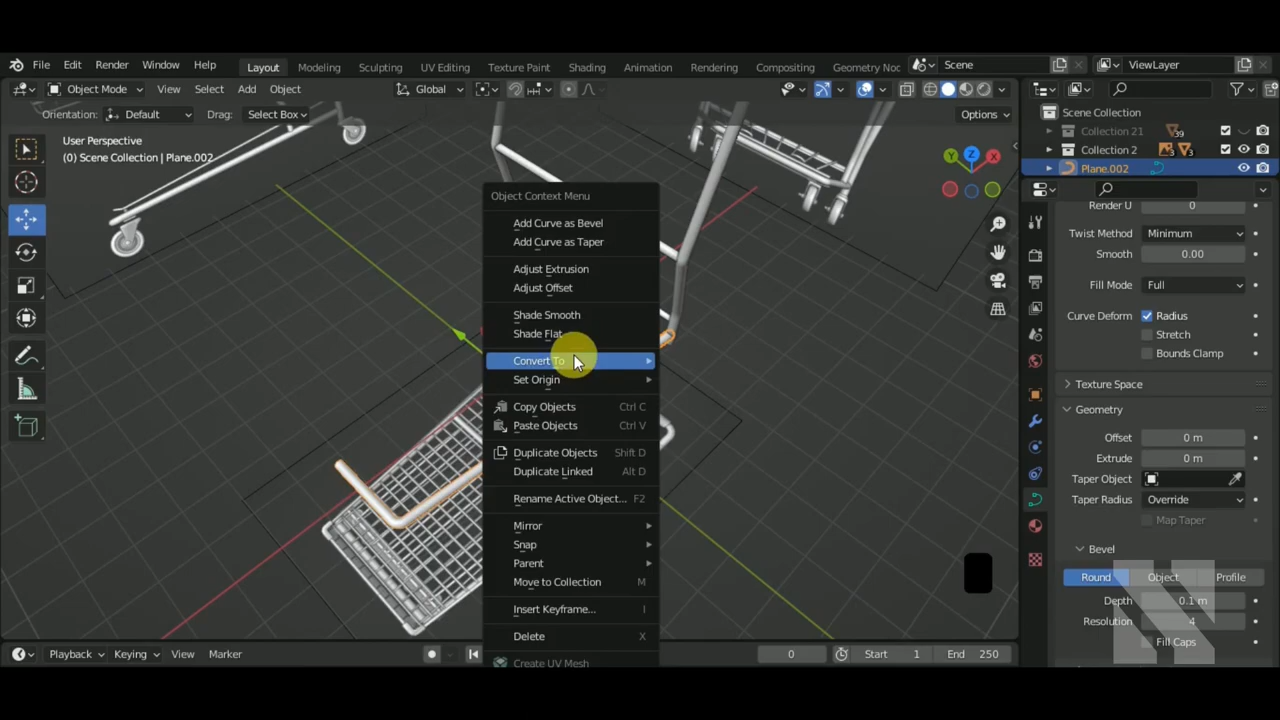 File Edit Render Window Help Layout Modeling Sculpting UV Editing Texture Paint Shading Animation Rendering Compositing Geometry Noc Scene ViewLayer
Object Mode View Select Add Object Global
Orientation: Default Drag: Select Box Options
User Perspective
(0) Scene Collection | Plane.002
Y Z X
Object Context Menu
Add Curve as Bevel
Add Curve as Taper
Adjust Extrusion
Adjust Offset
Shade Smooth
Shade Flat
Convert To
Set Origin
Copy Objects Ctrl C
Paste Objects Ctrl V
Duplicate Objects Shift D
Duplicate Linked Alt D
Rename Active Object... F2
Mirror
Snap
Parent
Move to Collection M
Insert Keyframe... I
Delete X
Create UV Mesh
Scene Collection
Collection 21 39
Collection 2 3 3
Plane.002
Render U 0
Twist Method Minimum
Smooth 0.00
Fill Mode Full
Curve Deform Radius
Stretch
Bounds Clamp
Texture Space
Geometry
Offset 0 m
Extrude 0 m
Taper Object
Taper Radius Override
Map Taper
Bevel
Round Object Profile
Depth 0.1 m
Resolution 4
Fill Caps
N
Playback Keying View Marker 0 Start 1 End 250